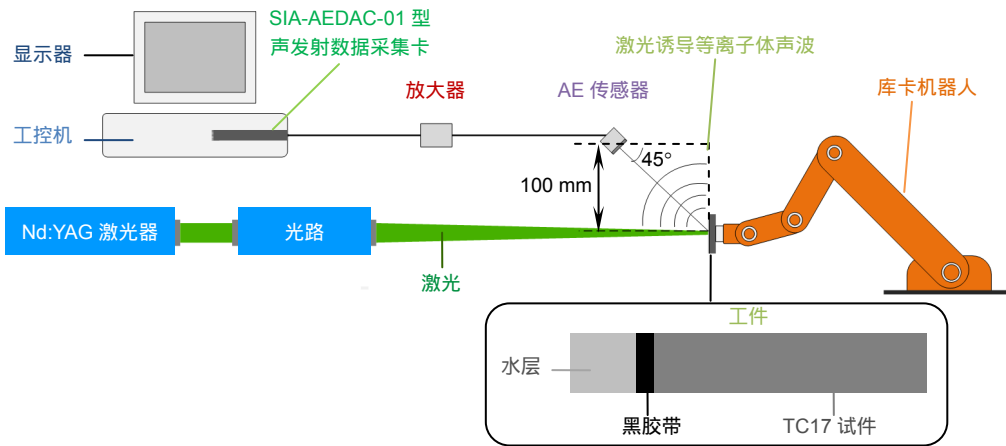 SIA-AEDAC-01 型
声发射数据采集卡
显示器
激光诱导等离子体声波
放大器
AE 传感器
库卡机器人
工控机
45°
100 mm
Nd:YAG 激光器
光路
激光
工件
水层
黑胶带
TC17 试件